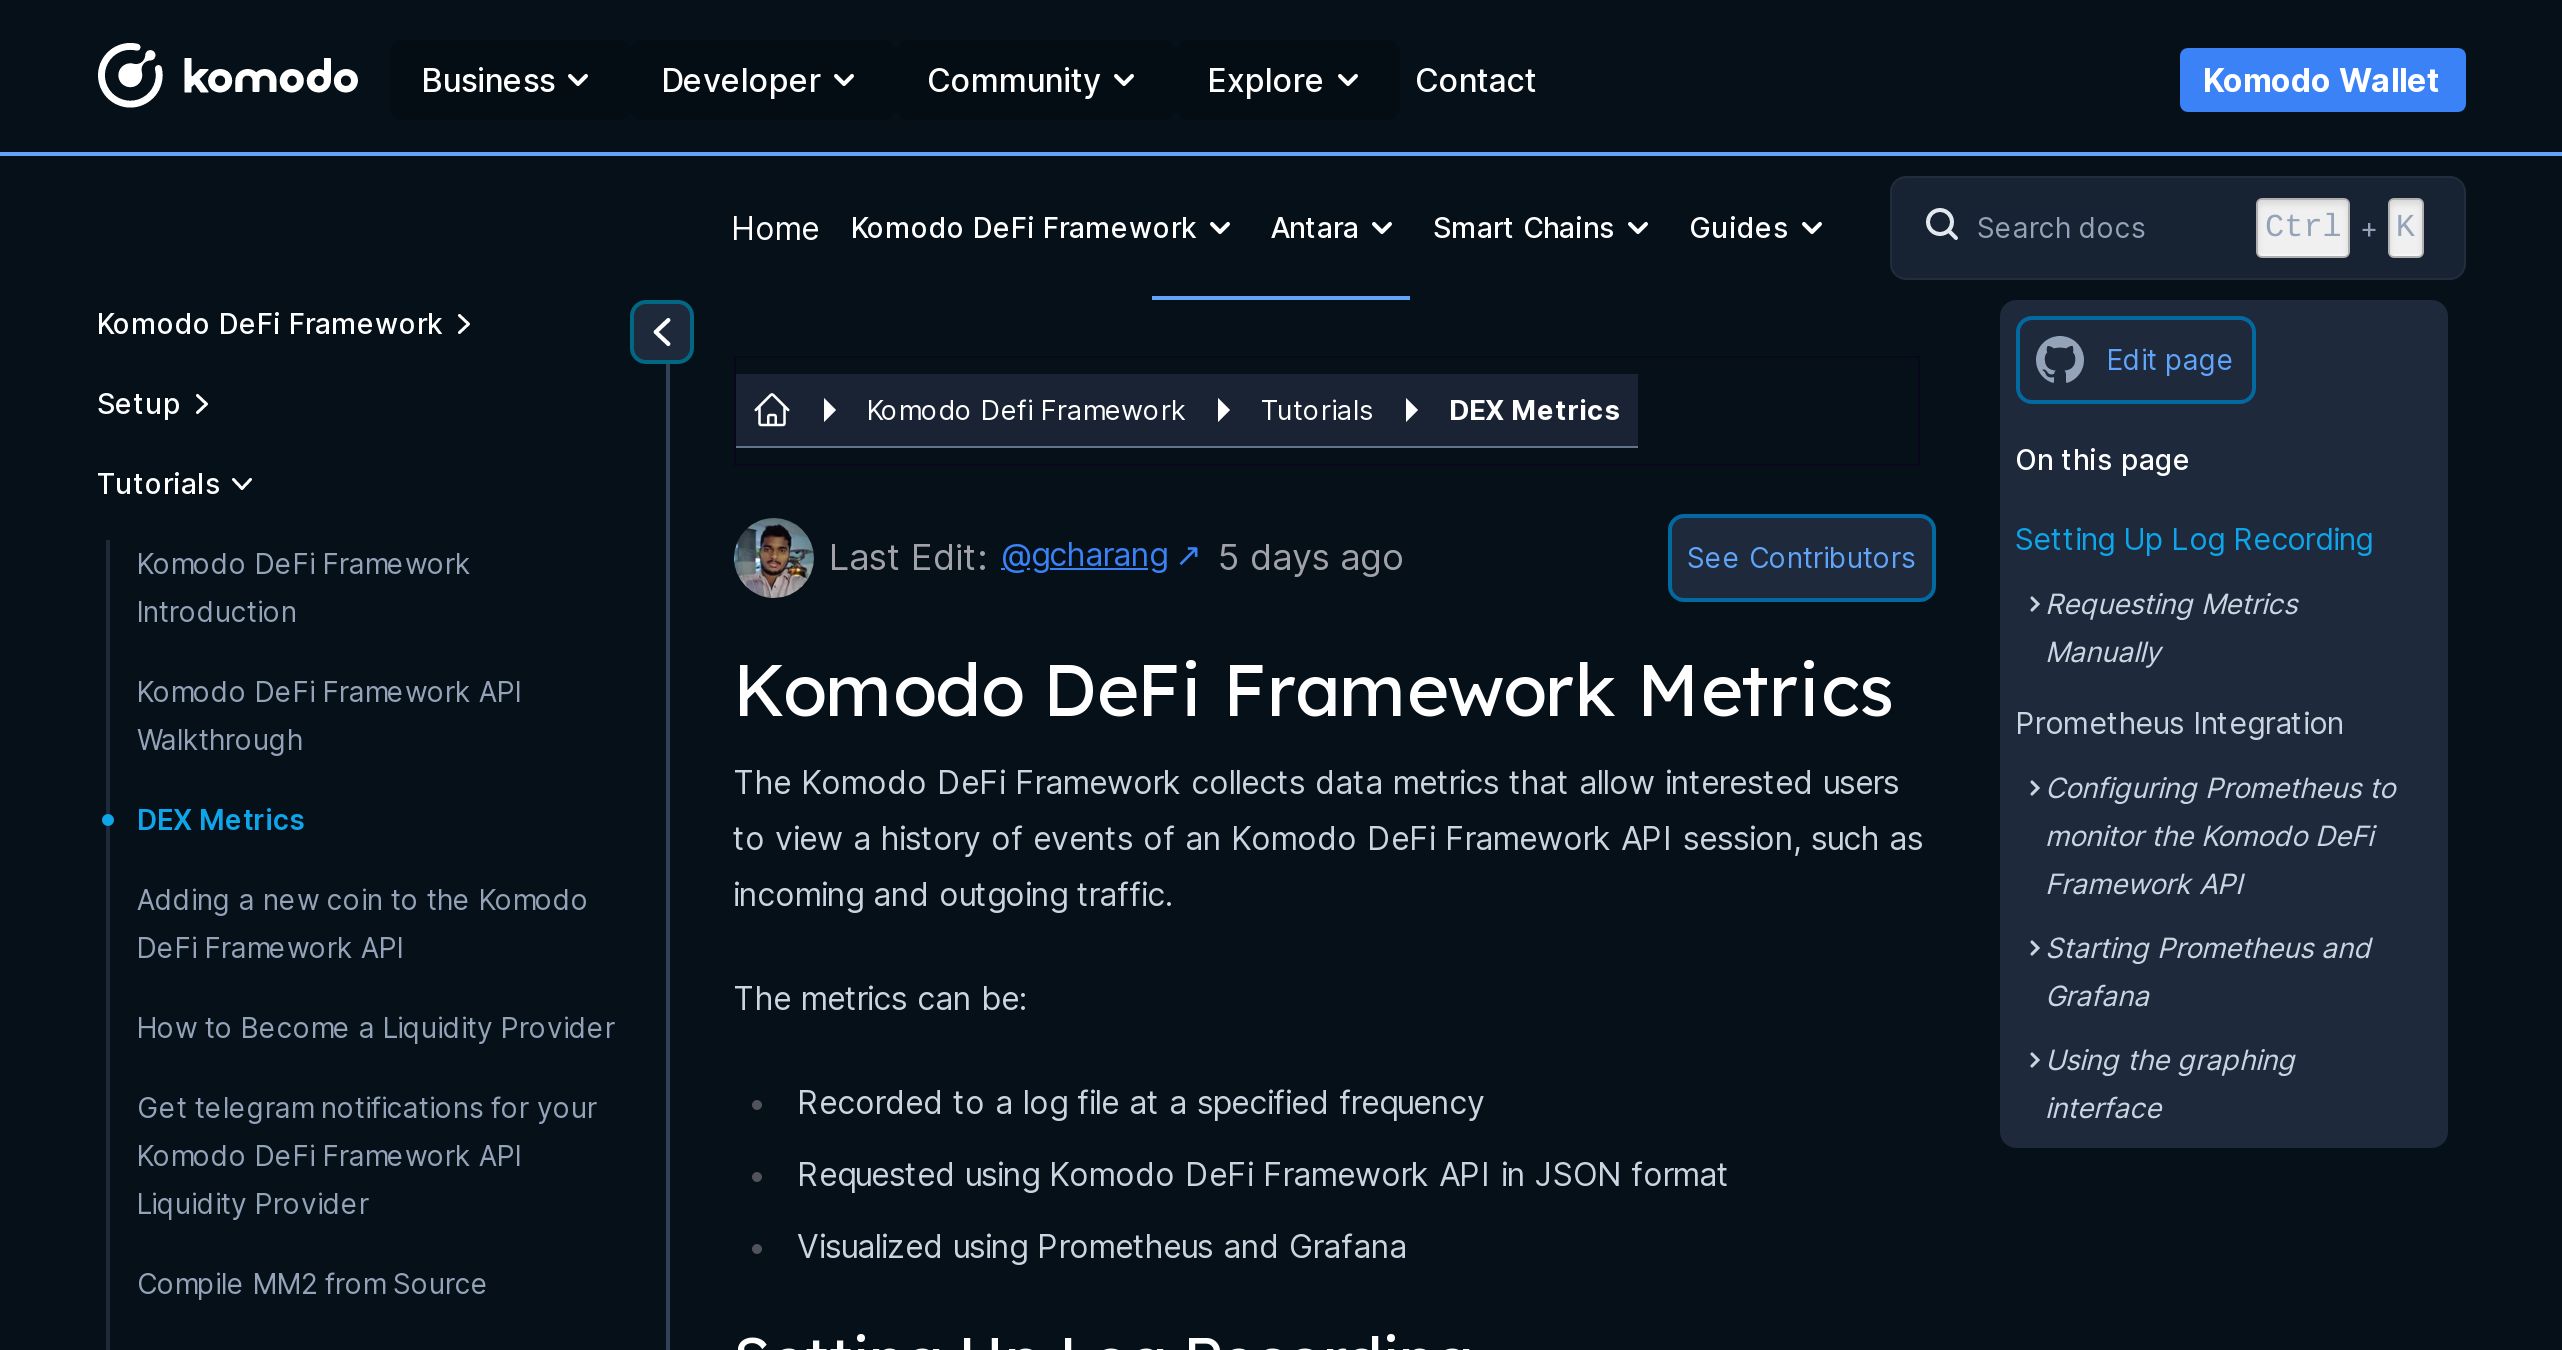 komodo
Business
Developer
Community
Explore
Contact
Komodo Wallet
Home
Komodo DeFi Framework
Antara
Smart Chains
Guides
Search docs
Ctrl + K
Komodo DeFi Framework
Setup
Tutorials
Komodo DeFi Framework
Introduction
Komodo DeFi Framework API
Walkthrough
DEX Metrics
Adding a new coin to the Komodo
DeFi Framework API
How to Become a Liquidity Provider
Get telegram notifications for your
Komodo DeFi Framework API
Liquidity Provider
Compile MM2 from Source
Komodo Defi Framework
Tutorials
DEX Metrics
Last Edit: @gcharang ↗ 5 days ago
See Contributors
Komodo DeFi Framework Metrics
The Komodo DeFi Framework collects data metrics that allow interested users
to view a history of events of an Komodo DeFi Framework API session, such as
incoming and outgoing traffic.
The metrics can be:
Recorded to a log file at a specified frequency
Requested using Komodo DeFi Framework API in JSON format
Visualized using Prometheus and Grafana
Setting Up Log Recording
Edit page
On this page
Setting Up Log Recording
Requesting Metrics
Manually
Prometheus Integration
Configuring Prometheus to
monitor the Komodo DeFi
Framework API
Starting Prometheus and
Grafana
Using the graphing
interface